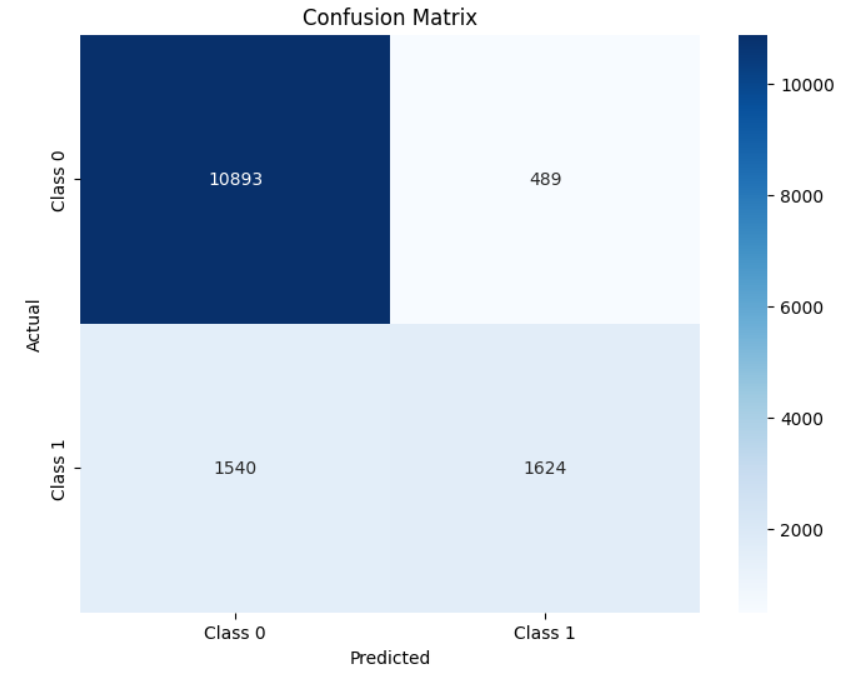 Confusion Matrix
Actual
Class 0
10893
489
Class 1
1540
1624
Class 0
Class 1
Predicted
10000
8000
6000
4000
2000